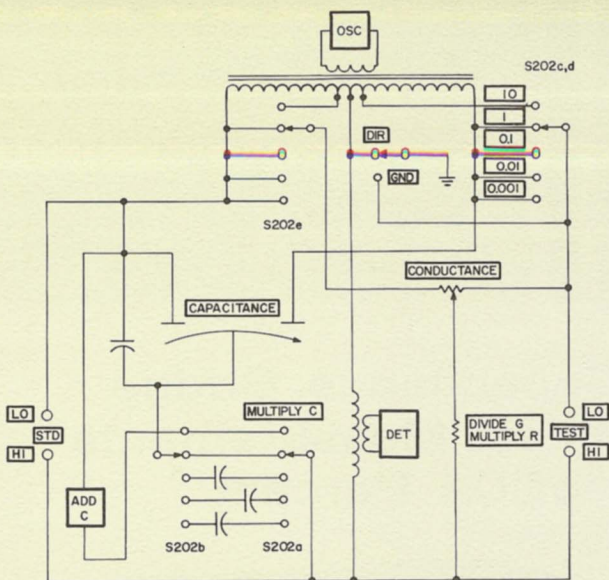 OSC
S202c,d
10
1
0.1
0.01
0.001
DIR
GND
S202e
CONDUCTANCE
CAPACITANCE
LO
STD
HI
MULTIPLY C
DET
DIVIDE G
MULTIPLY R
LO
TEST
HI
ADD
C
S202b
S202a